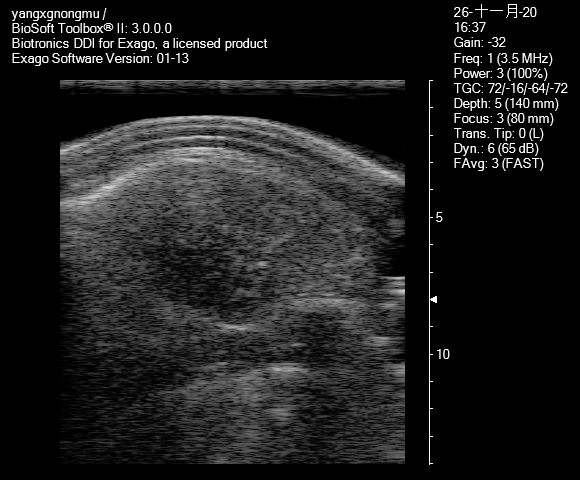 yangxgnongmu /
BioSoft Toolbox® II: 3.0.0.0
Biotronics DDI for Exago, a licensed product
Exago Software Version: 01-13
26-十一月-20
16:37
Gain: -32
Freq: 1 (3.5 MHz)
Power: 3 (100%)
TGC: 72/-16/-64/-72
Depth: 5 (140 mm)
Focus: 3 (80 mm)
Trans. Tip: 0 (L)
Dyn.: 6 (65 dB)
FAvg: 3 (FAST)
5
10